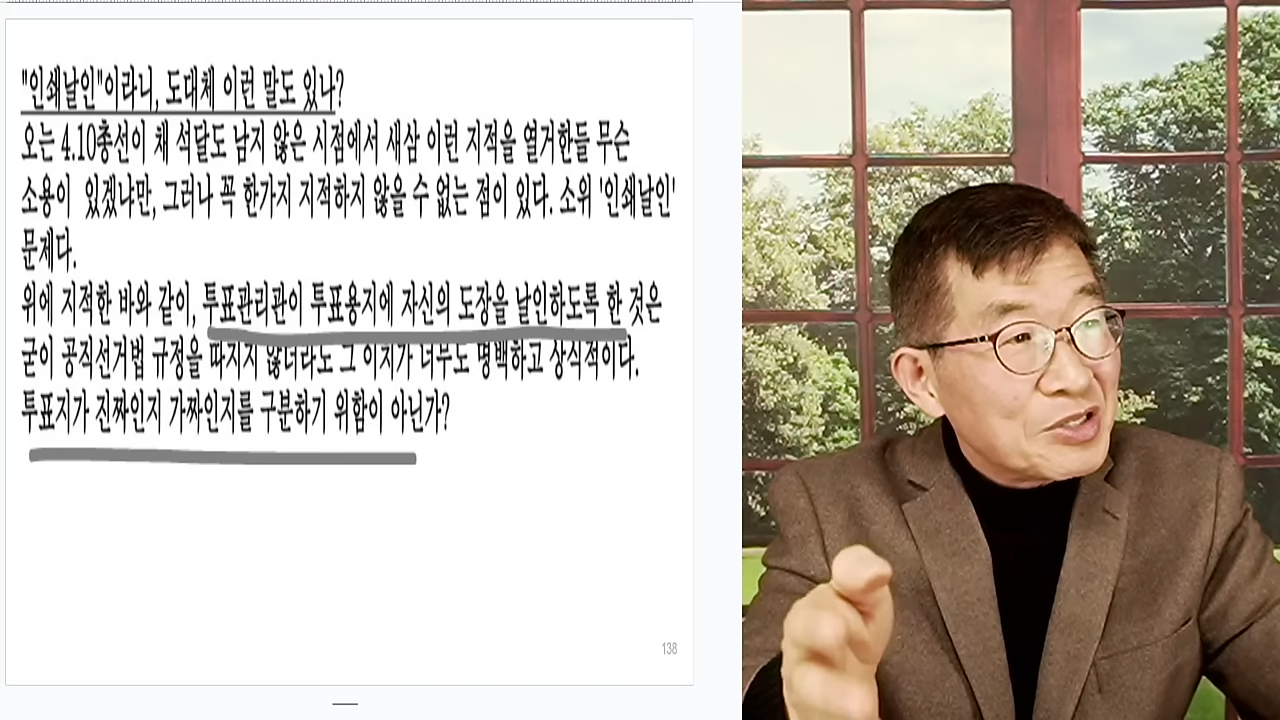 "인쇄날인"이라니, 도대체 이런 말도 있나?
오는 4.10총선이 채 석달도 남지 않은 시점에서 새삼 이런 지적을 열거한들 무슨
소용이 있겠냐만, 그러나 꼭 한가지 지적하지 않을 수 없는 점이 있다. 소위 '인쇄날인'
문제다.
위에 지적한 바와 같이, 투표관리관이 투표용지에 자신의 도장을 날인하도록 한 것은
굳이 공직선거법 규정을 따지지 않더라도 그 이치가 너무도 명백하고 상식적이다.
투표지가 진짜인지 가짜인지를 구분하기 위함이 아닌가?
138